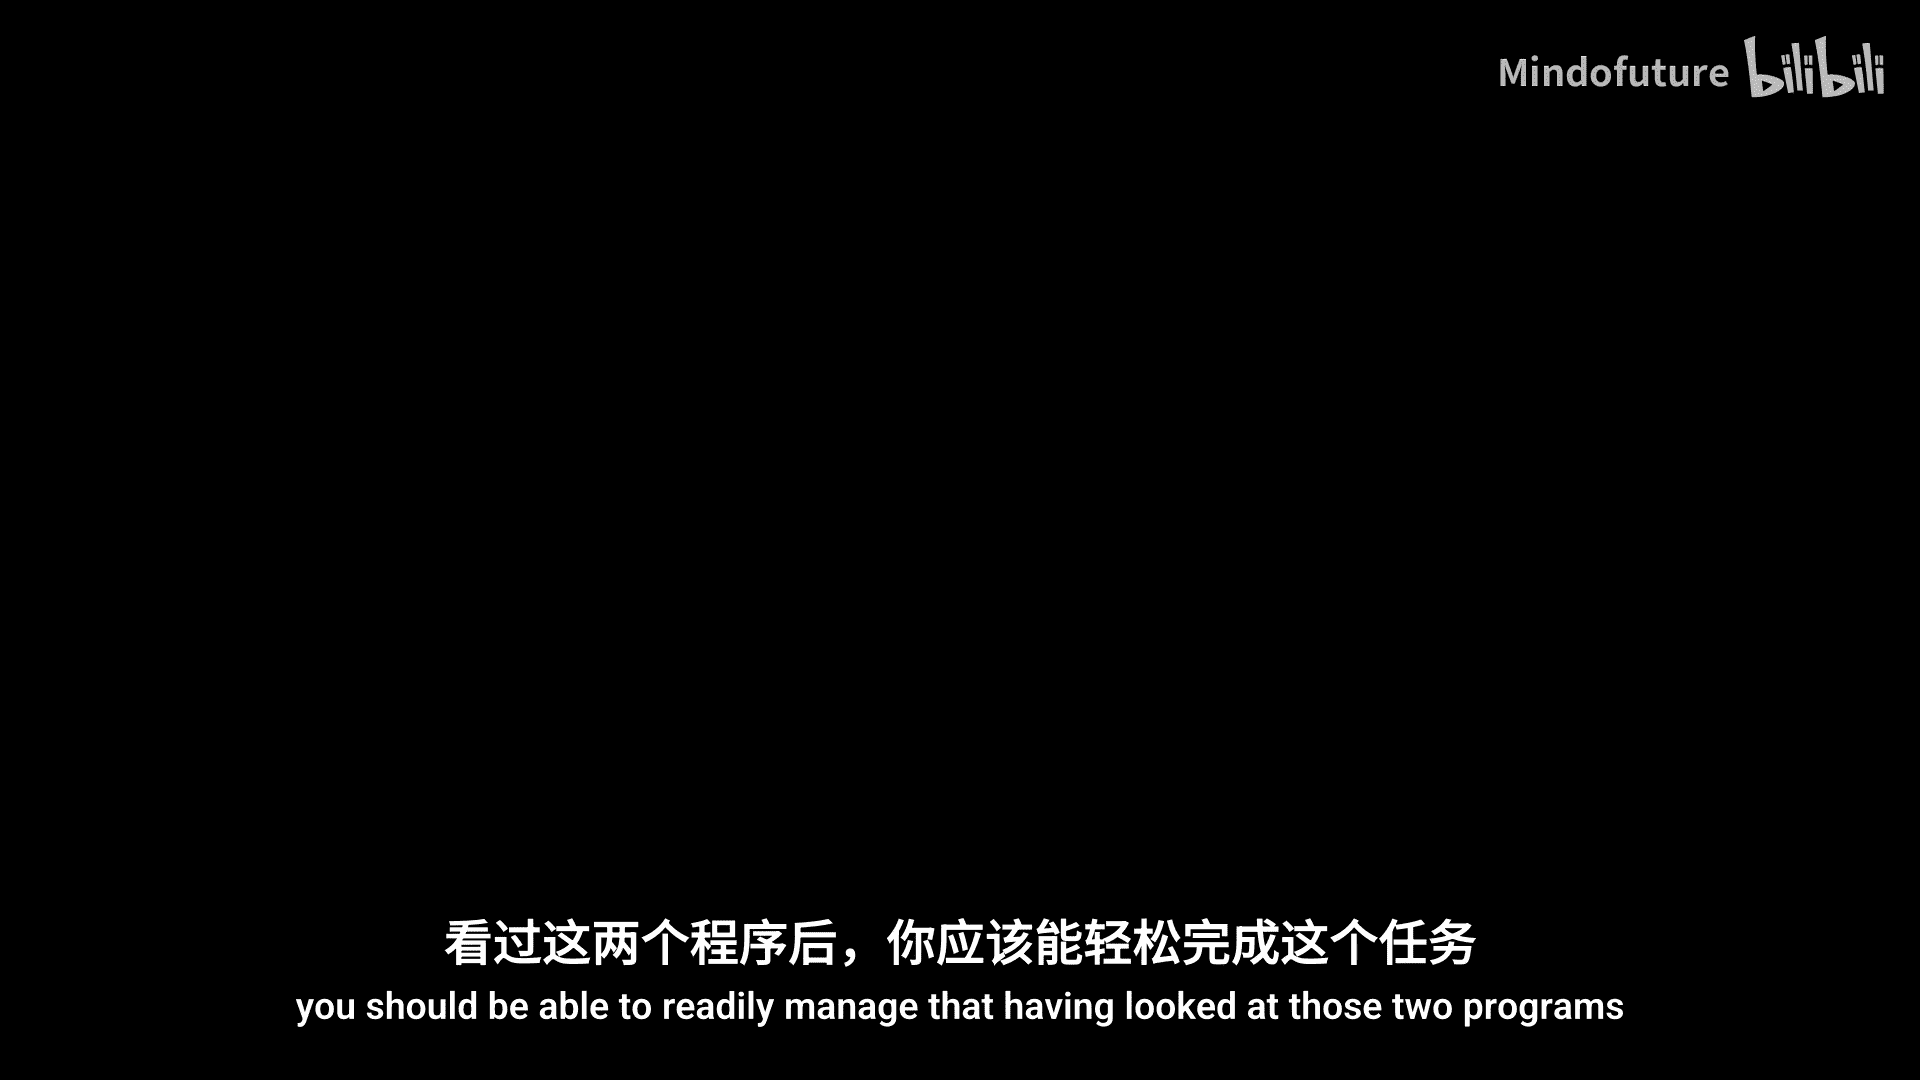 Mindofuture bilibili
看过这两个程序后，你应该能轻松完成这个任务
you should be able to readily manage that having looked at those two programs